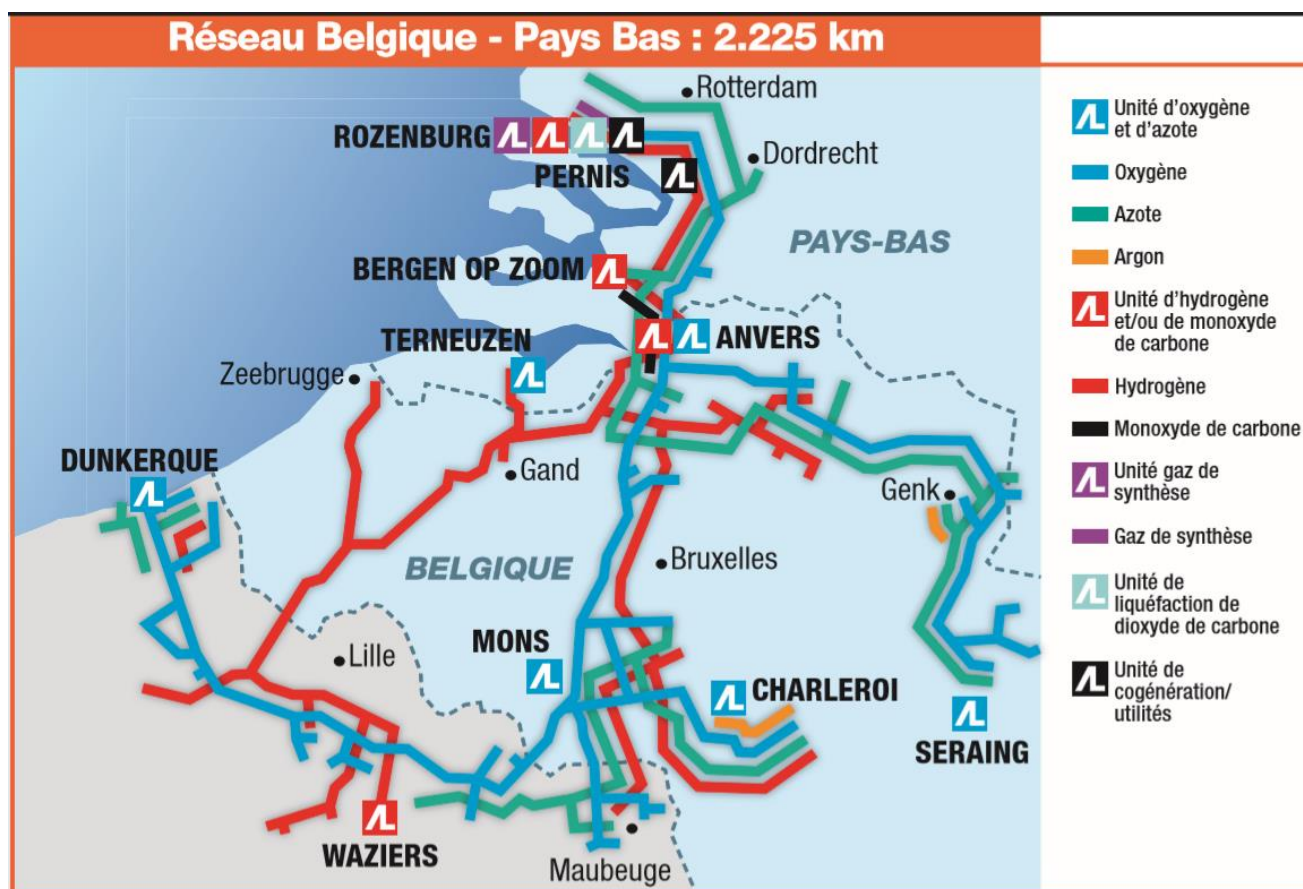 Réseau Belgique - Pays Bas : 2.225 km
Rotterdam
ROZENBURG
PERNIS
Dordrecht
PAYS-BAS
BERGEN OP ZOOM
TERNEUZEN
ANVERS
Zeebrugge
DUNKERQUE
Gand
Genk
BELGIQUE
Bruxelles
Lille
MONS
CHARLEROI
SERAING
WAZIERS
Maubeuge
Unité d'oxygène
et d'azote
Oxygène
Azote
Argon
Unité d'hydrogène
et/ou de monoxyde
de carbone
Hydrogène
Monoxyde de carbone
Unité gaz de
synthèse
Gaz de synthèse
Unité de
liquéfaction de
dioxyde de carbone
Unité de
cogénération/
utilités